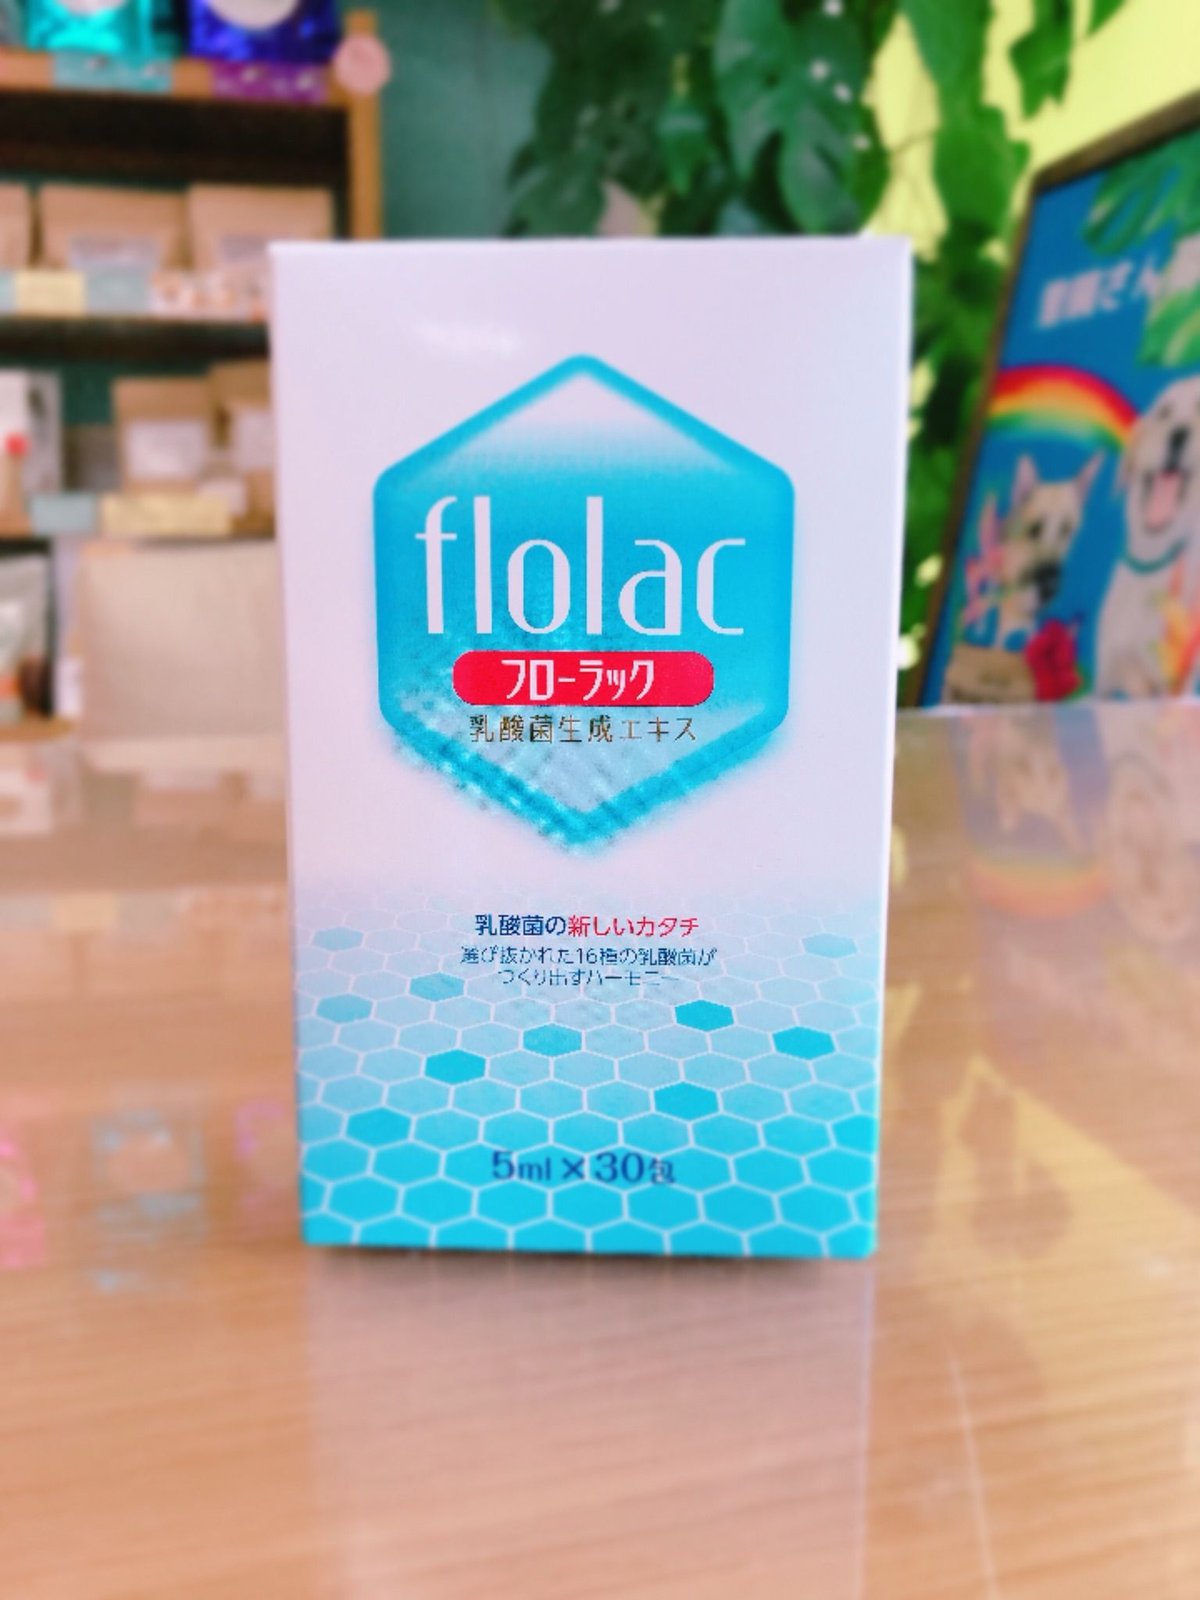 flolac
フローラック
乳酸菌生成エキス
乳酸菌の新しいカタチ
選び抜かれた16種の乳酸菌が
つくり出すハーモニー
5ml×30包
さん